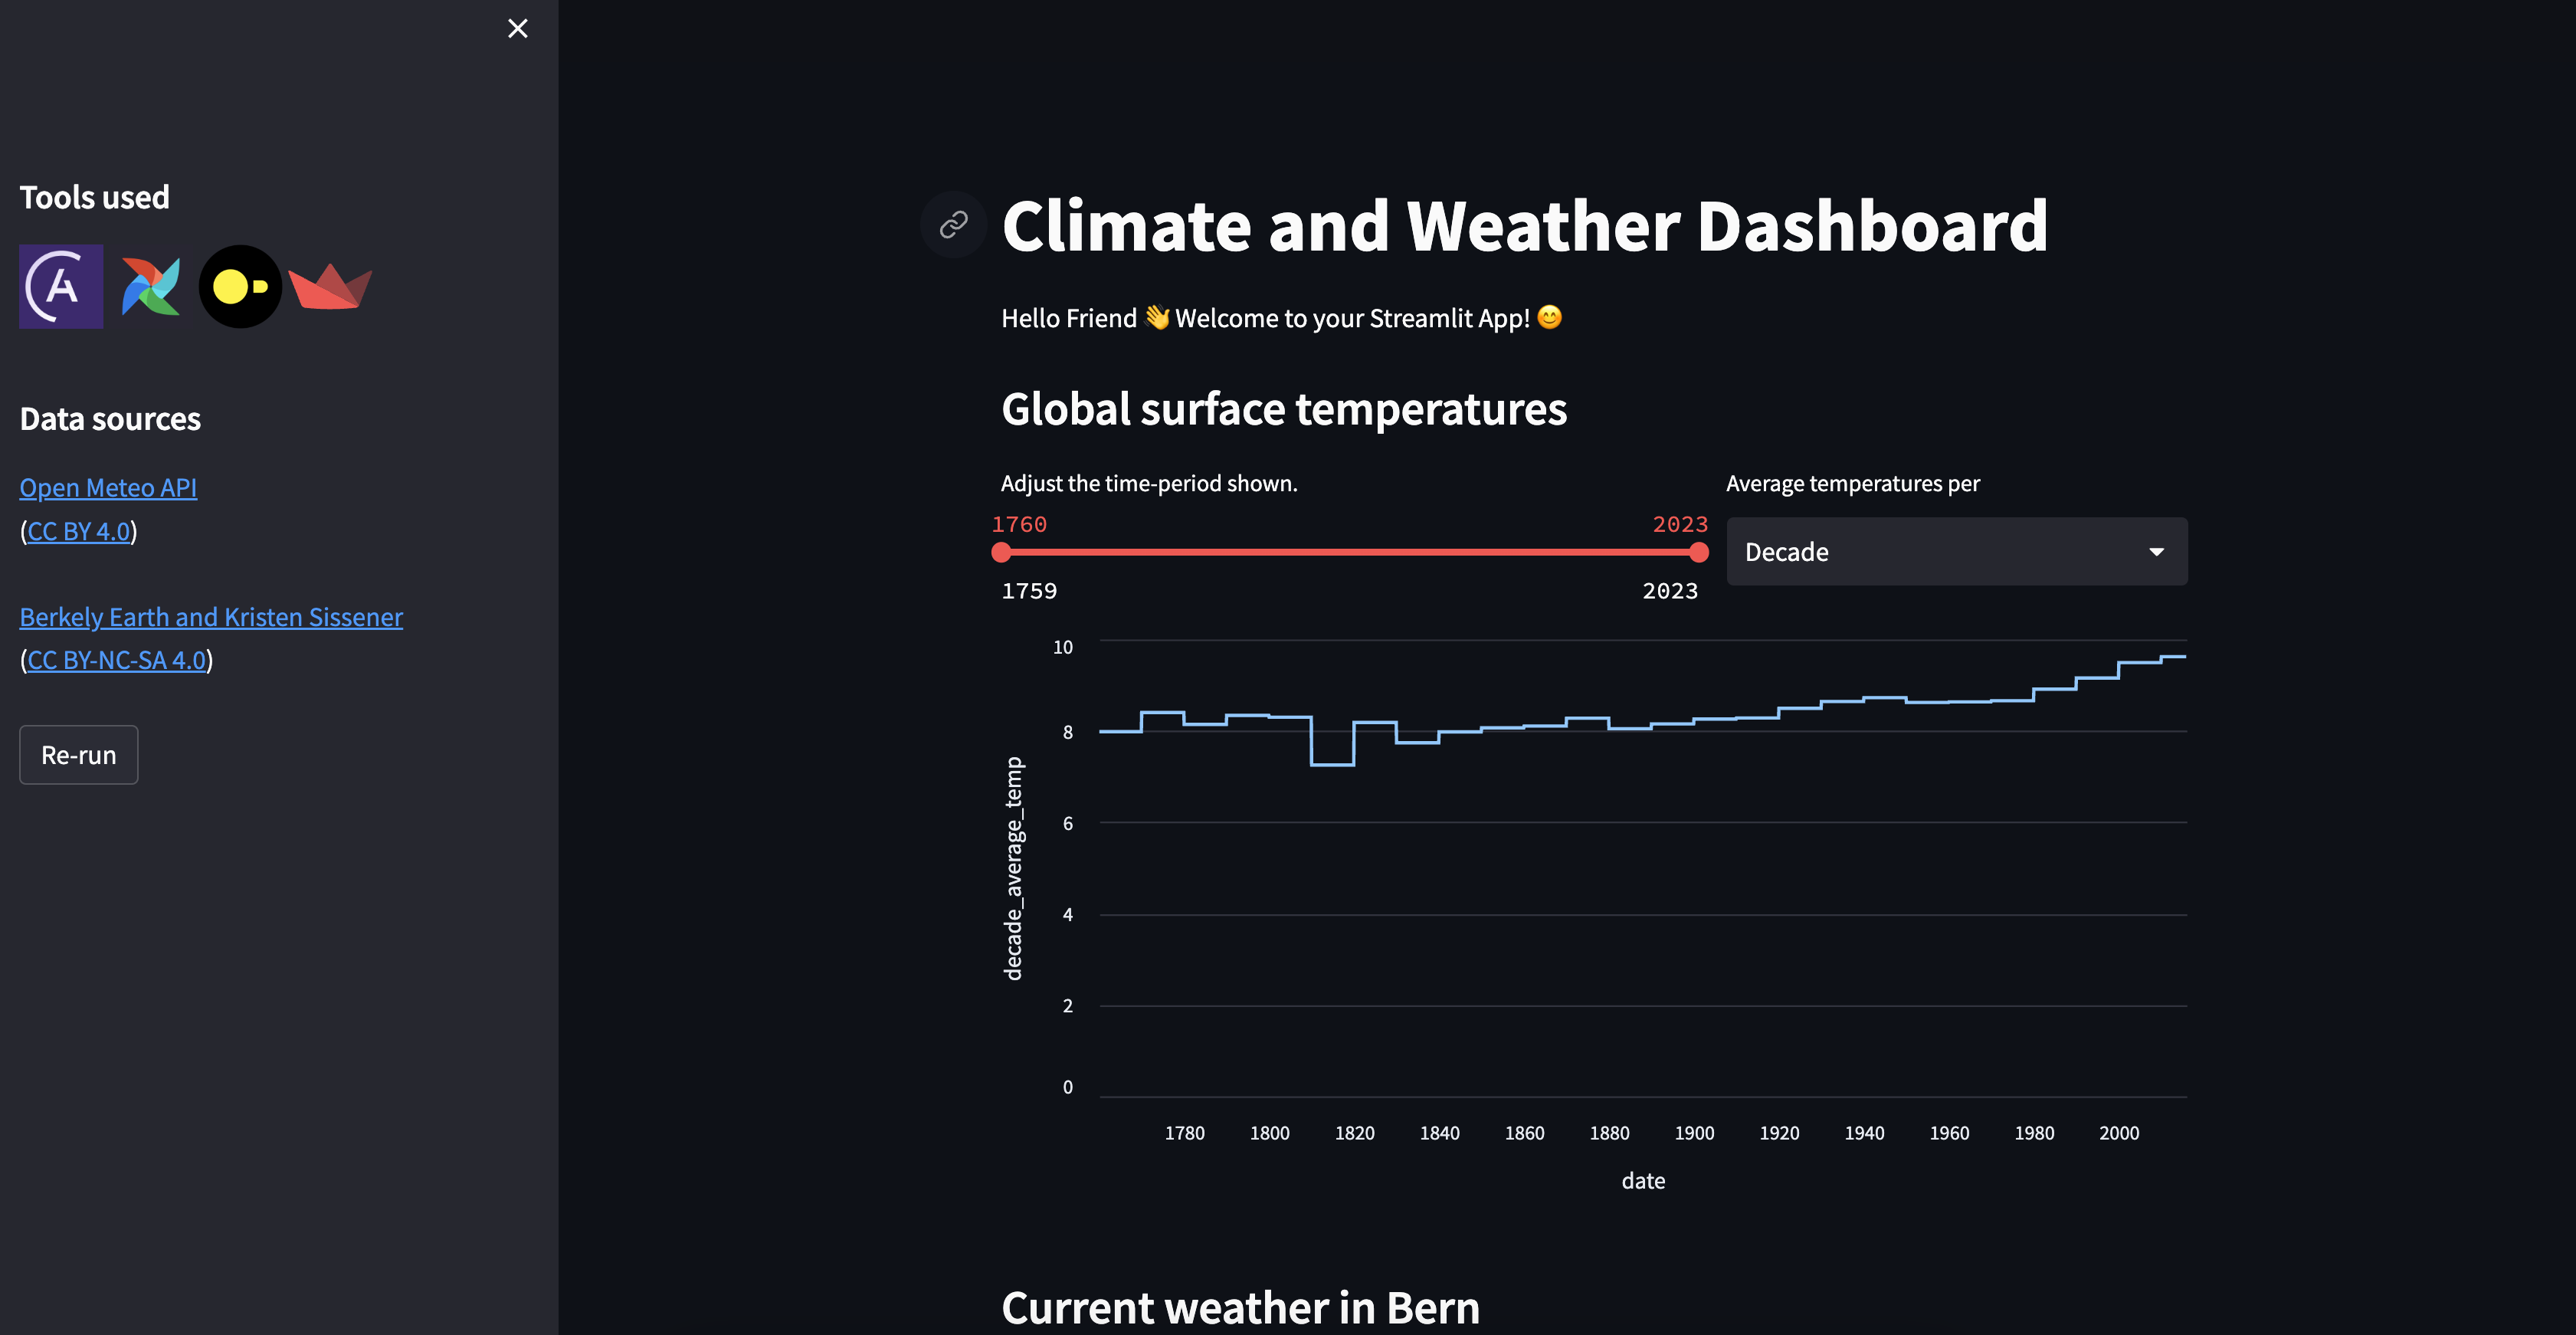 Tools used
Data sources
Open Meteo API
(CC BY 4.0)
Berkely Earth and Kristen Sissener
(CC BY-NC-SA 4.0)
Re-run
Climate and Weather Dashboard
Hello Friend 👋 Welcome to your Streamlit App! 😊
Global surface temperatures
Adjust the time-period shown.
1760 2023
1759 2023
Average temperatures per
Decade
decade_average_temp
10
8
6
4
2
0
1780 1800 1820 1840 1860 1880 1900 1920 1940 1960 1980 2000
date
Current weather in Bern